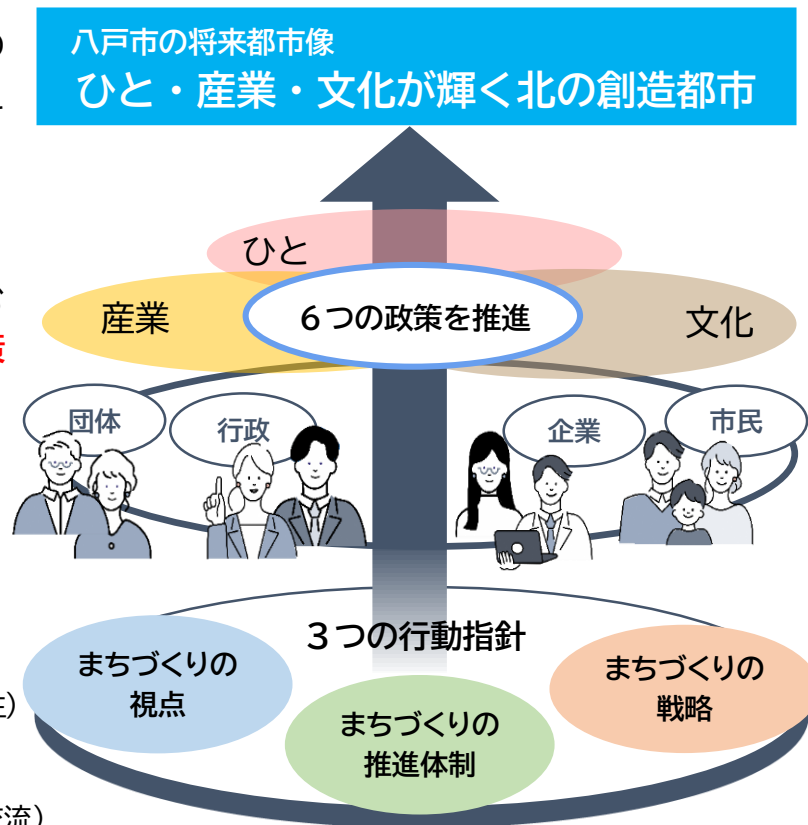 八戸市の将来都市像
ひと・産業・文化が輝く北の創造都市
ひと
産業
6つの政策を推進
文化
団体
行政
企業
市民
3つの行動指針
まちづくりの
視点
まちづくりの
戦略
まちづくりの
推進体制